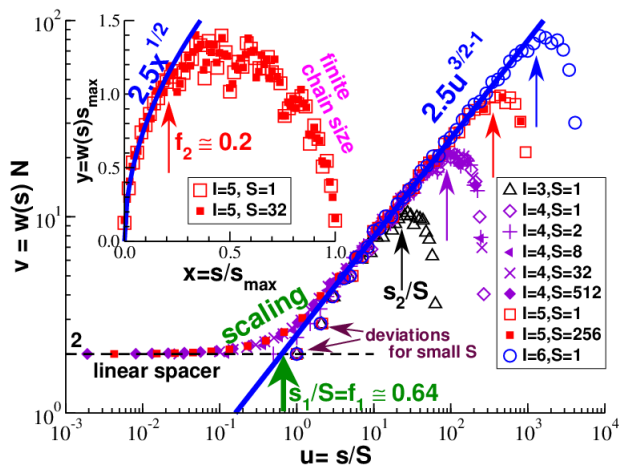 v = w(s) N
10²
10¹
10⁰
2
10⁻³
10⁻²
10⁻¹
10⁰
10¹
10²
10³
10⁴
u= s/S
y=w(s)s_max
1.5
1.0
0.5
0.0
0.0
0.5
1.0
x=s/s_max
2.5x^1/2
f₂ ≅ 0.2
finite
chain size
I=5, S=1
I=5, S=32
2.5u^3/2-1
scaling
linear spacer
s₂/S
deviations
for small S
s₁/S=f₁ ≅ 0.64
I=3,S=1
I=4,S=1
I=4,S=2
I=4,S=8
I=4,S=32
I=4,S=512
I=5,S=1
I=5,S=256
I=6,S=1